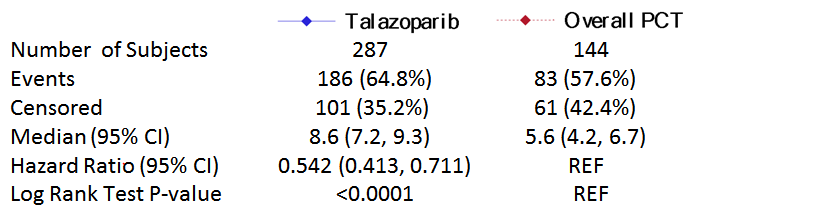 Talazoparib Overall PCT
Number of Subjects 287 144
Events 186 (64.8%) 83 (57.6%)
Censored 101 (35.2%) 61 (42.4%)
Median (95% CI) 8.6 (7.2, 9.3) 5.6 (4.2, 6.7)
Hazard Ratio (95% CI) 0.542 (0.413, 0.711) REF
Log Rank Test P-value <0.0001 REF